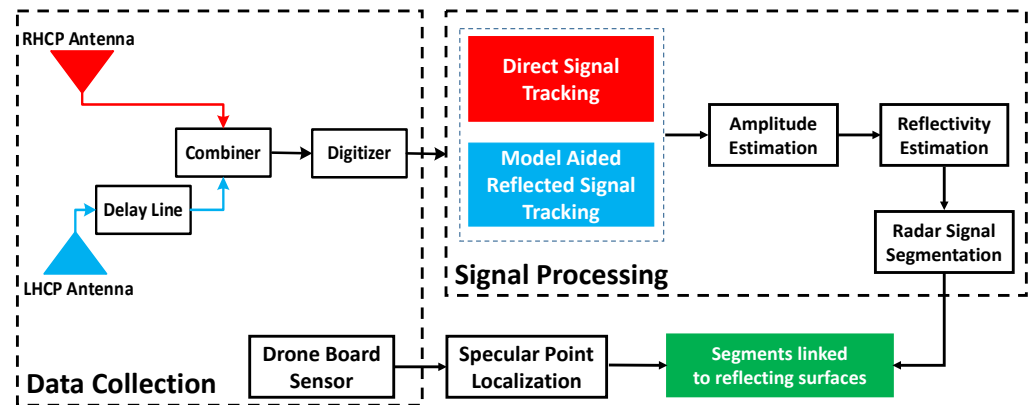 RHCP Antenna
Combiner
Digitizer
Delay Line
LHCP Antenna
Drone Board
Sensor
Data Collection
Direct Signal
Tracking
Model Aided
Reflected Signal
Tracking
Amplitude
Estimation
Reflectivity
Estimation
Radar Signal
Segmentation
Signal Processing
Specular Point
Localization
Segments linked
to reflecting surfaces